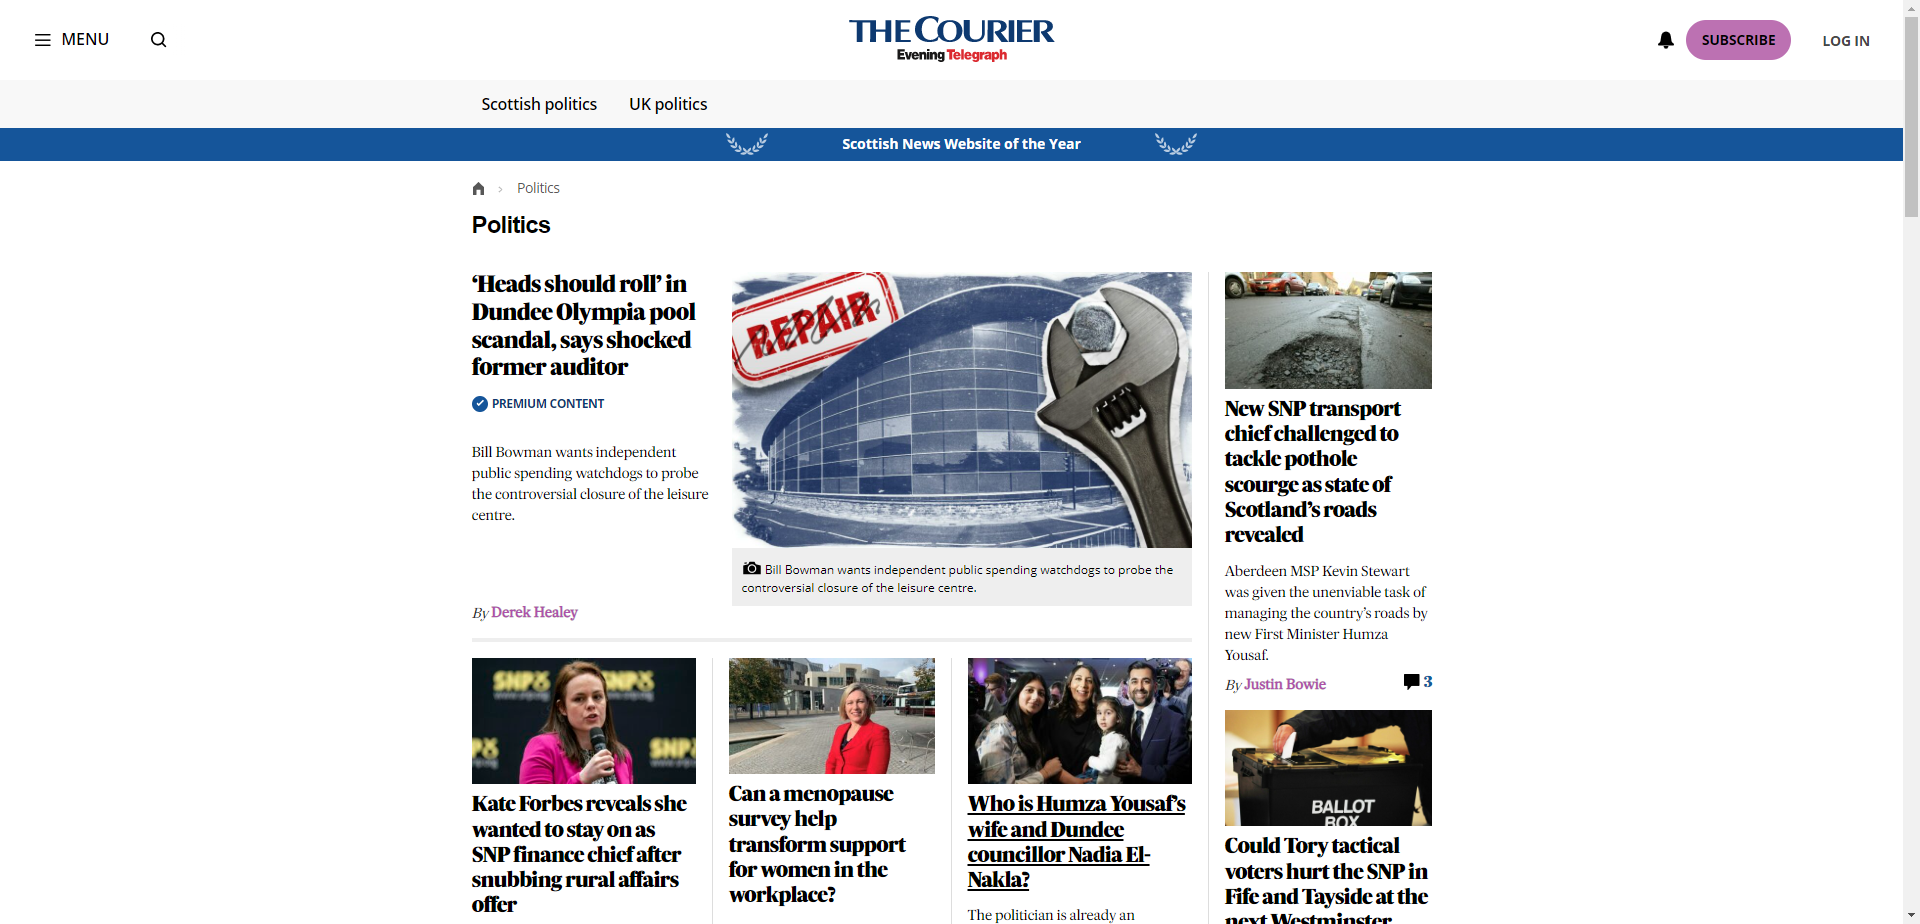 MENU
THE COURIER
Evening Telegraph
SUBSCRIBE
LOG IN
Scottish politics
UK politics
Scottish News Website of the Year
Politics
Politics
‘Heads should roll’ in
Dundee Olympia pool
scandal, says shocked
former auditor
PREMIUM CONTENT
Bill Bowman wants independent
public spending watchdogs to probe
the controversial closure of the leisure
centre.
By Derek Healey
REPAIR
Bill Bowman wants independent public spending watchdogs to probe the
controversial closure of the leisure centre.
New SNP transport
chief challenged to
tackle pothole
scourge as state of
Scotland’s roads
revealed
Aberdeen MSP Kevin Stewart
was given the unenviable task of
managing the country’s roads by
new First Minister Humza
Yousaf.
By Justin Bowie
3
SNP
SNP
SNP
Kate Forbes reveals she
wanted to stay on as
SNP finance chief after
snubbing rural affairs
offer
Can a menopause
survey help
transform support
for women in the
workplace?
Who is Humza Yousaf’s
wife and Dundee
councillor Nadia El-
Nakla?
The politician is already an
BALLOT
BOX
Could Tory tactical
voters hurt the SNP in
Fife and Tayside at the
next Westminster